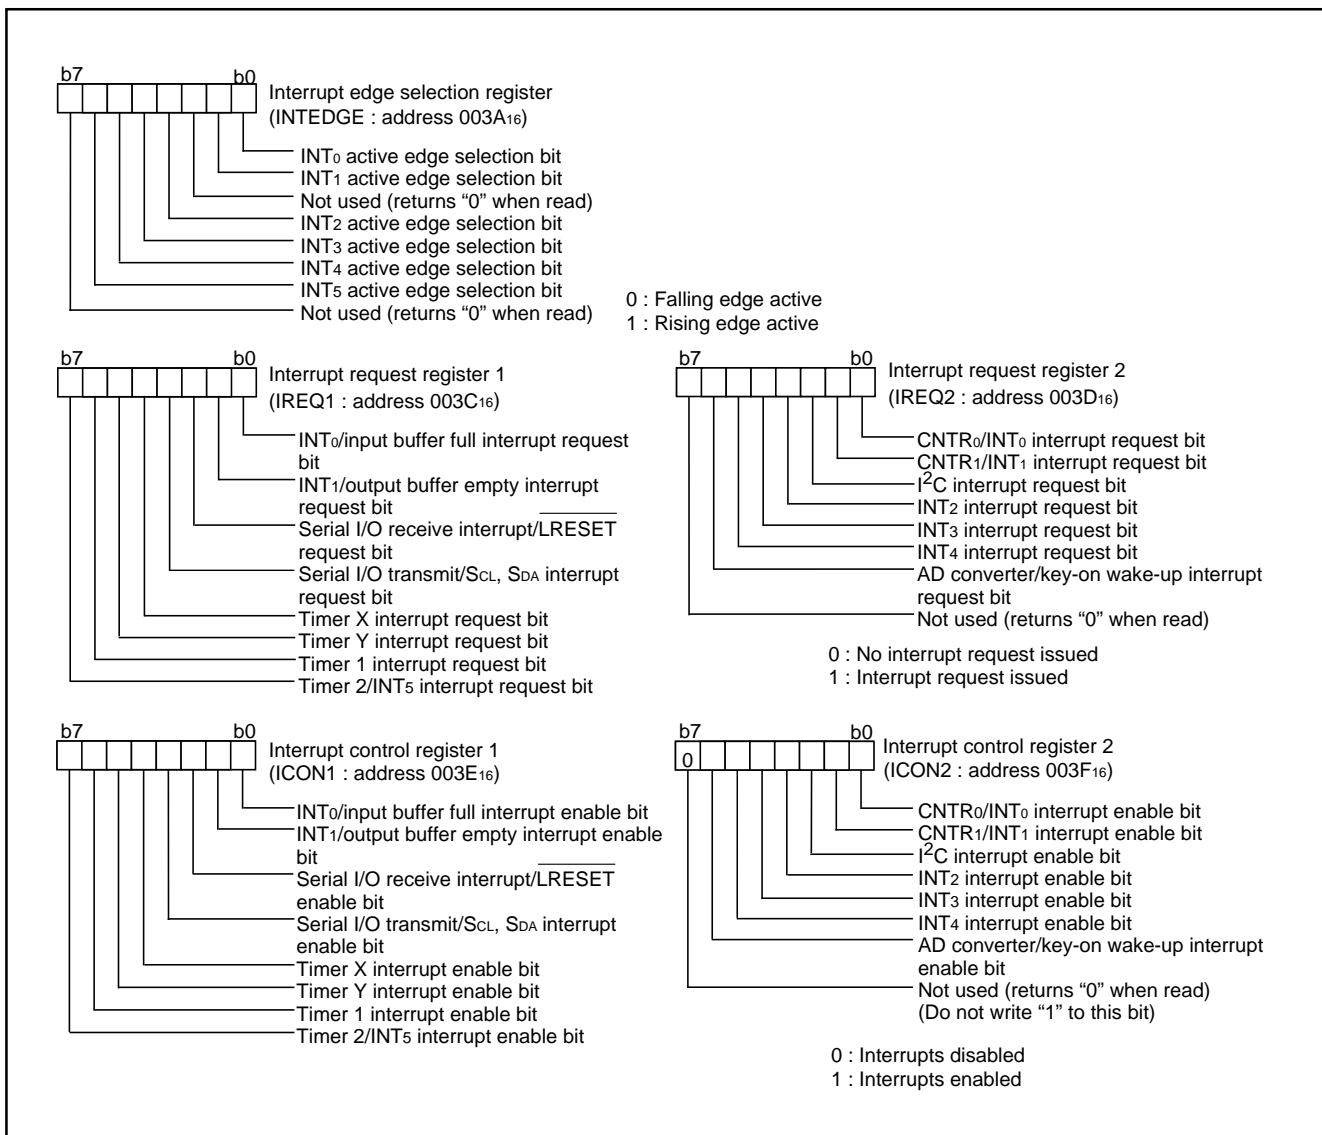 b7 b0
Interrupt edge selection register
(INTEDGE : address 003A16)
INT0 active edge selection bit
INT1 active edge selection bit
Not used (returns “0” when read)
INT2 active edge selection bit
INT3 active edge selection bit
INT4 active edge selection bit
INT5 active edge selection bit
Not used (returns “0” when read)
0 : Falling edge active
1 : Rising edge active
b7 b0
Interrupt request register 1
(IREQ1 : address 003C16)
INT0/input buffer full interrupt request
bit
INT1/output buffer empty interrupt
request bit
Serial I/O receive interrupt/LRESET
request bit
Serial I/O transmit/SCL, SDA interrupt
request bit
Timer X interrupt request bit
Timer Y interrupt request bit
Timer 1 interrupt request bit
Timer 2/INT5 interrupt request bit
b7 b0
Interrupt request register 2
(IREQ2 : address 003D16)
CNTR0/INT0 interrupt request bit
CNTR1/INT1 interrupt request bit
I2C interrupt request bit
INT2 interrupt request bit
INT3 interrupt request bit
INT4 interrupt request bit
AD converter/key-on wake-up interrupt
request bit
Not used (returns “0” when read)
0 : No interrupt request issued
1 : Interrupt request issued
b7 b0
Interrupt control register 1
(ICON1 : address 003E16)
INT0/input buffer full interrupt enable bit
INT1/output buffer empty interrupt enable
bit
Serial I/O receive interrupt/LRESET
enable bit
Serial I/O transmit/SCL, SDA interrupt
enable bit
Timer X interrupt enable bit
Timer Y interrupt enable bit
Timer 1 interrupt enable bit
Timer 2/INT5 interrupt enable bit
b7 b0
0
Interrupt control register 2
(ICON2 : address 003F16)
CNTR0/INT0 interrupt enable bit
CNTR1/INT1 interrupt enable bit
I2C interrupt enable bit
INT2 interrupt enable bit
INT3 interrupt enable bit
INT4 interrupt enable bit
AD converter/key-on wake-up interrupt
enable bit
Not used (returns “0” when read)
(Do not write “1” to this bit)
0 : Interrupts disabled
1 : Interrupts enabled